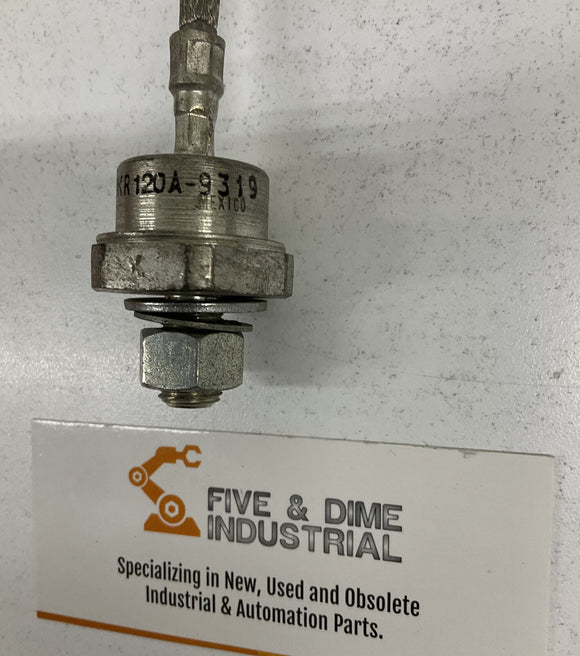 KR120A-9319
MEXICO
K
FIVE & DIME
INDUSTRIAL
Specializing in New, Used and Obsolete
Industrial & Automation Parts.